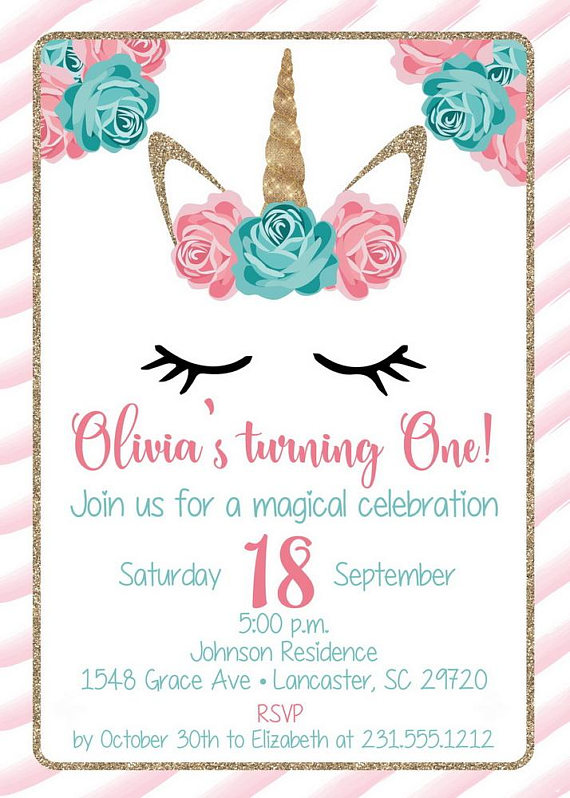 Olivia's turning One!
Join us for a magical celebration
Saturday 18 September
5:00 p.m.
Johnson Residence
1548 Grace Ave • Lancaster, SC 29720
RSVP
by October 30th to Elizabeth at 231.555.1212